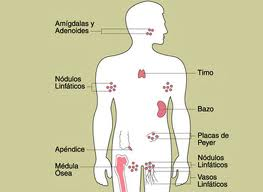 Amígdalas y
Adenoides
Nódulos
Linfáticos
Timo
Bazo
Placas de
Peyer
Apéndice
Médula
Ósea
Nódulos
Linfáticos
Vasos
Linfáticos